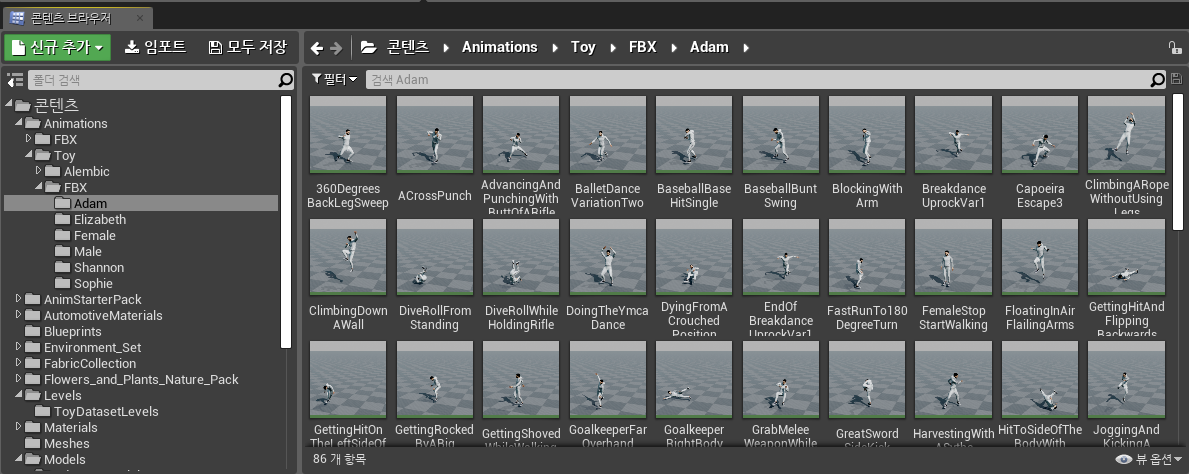 콘텐츠 브라우저
신규 추가
임포트
모두 저장
콘텐츠
Animations
Toy
FBX
Adam
폴더 검색
필터
검색 Adam
콘텐츠
Animations
FBX
Toy
Alembic
FBX
Adam
Elizabeth
Female
Male
Shannon
Sophie
AnimStarterPack
AutomotiveMaterials
Blueprints
Environment_Set
FabricCollection
Flowers_and_Plants_Nature_Pack
Levels
ToyDatasetLevels
Materials
Meshes
Models
360Degrees
BackLegSweep
ACrossPunch
AdvancingAnd
PunchingWith
ButtOfARifle
BalletDance
VariationTwo
BaseballBase
HitSingle
BaseballBunt
Swing
BlockingWith
Arm
Breakdance
UprockVar1
Capoeira
Escape3
ClimbingARope
WithoutUsing
Legs
ClimbingDown
AWall
DiveRollFrom
Standing
DiveRollWhile
HoldingRifle
DoingTheYmca
Dance
DyingFromA
Crouched
Position
EndOf
Breakdance
UprockVar1
FastRunTo180
DegreeTurn
FemaleStop
StartWalking
FloatingInAir
FlailingArms
GettingHitAnd
Flipping
Backwards
GettingHitOn
TheLeftSideOf
GettingRocked
ByABig
GettingShoved
WhileWalking
GoalkeeperFar
Overhand
Goalkeeper
RightBody
GrabMelee
WeaponWhile
GreatSword
SideKick
HarvestingWith
AScythe
HitToSideOfThe
BodyWith
JoggingAnd
KickingA
86 개 항목
뷰 옵션